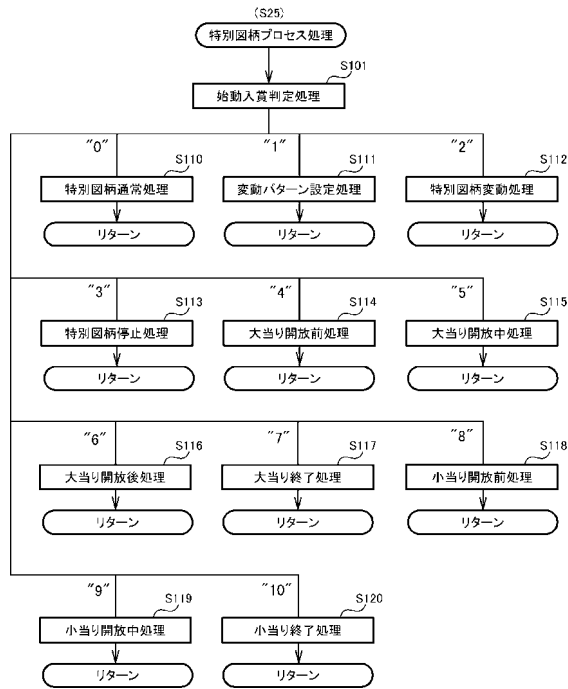 (S25)
特別図柄プロセス処理
S101
始動入賞判定処理
"0"
"1"
"2"
S110
S111
S112
特別図柄通常処理
変動パターン設定処理
特別図柄変動処理
リターン
リターン
リターン
"3"
"4"
"5"
S113
S114
S115
特別図柄停止処理
大当り開放前処理
大当り開放中処理
リターン
リターン
リターン
"6"
"7"
"8"
S116
S117
S118
大当り開放後処理
大当り終了処理
小当り開放前処理
リターン
リターン
リターン
"9"
"10"
S119
S120
小当り開放中処理
小当り終了処理
リターン
リターン